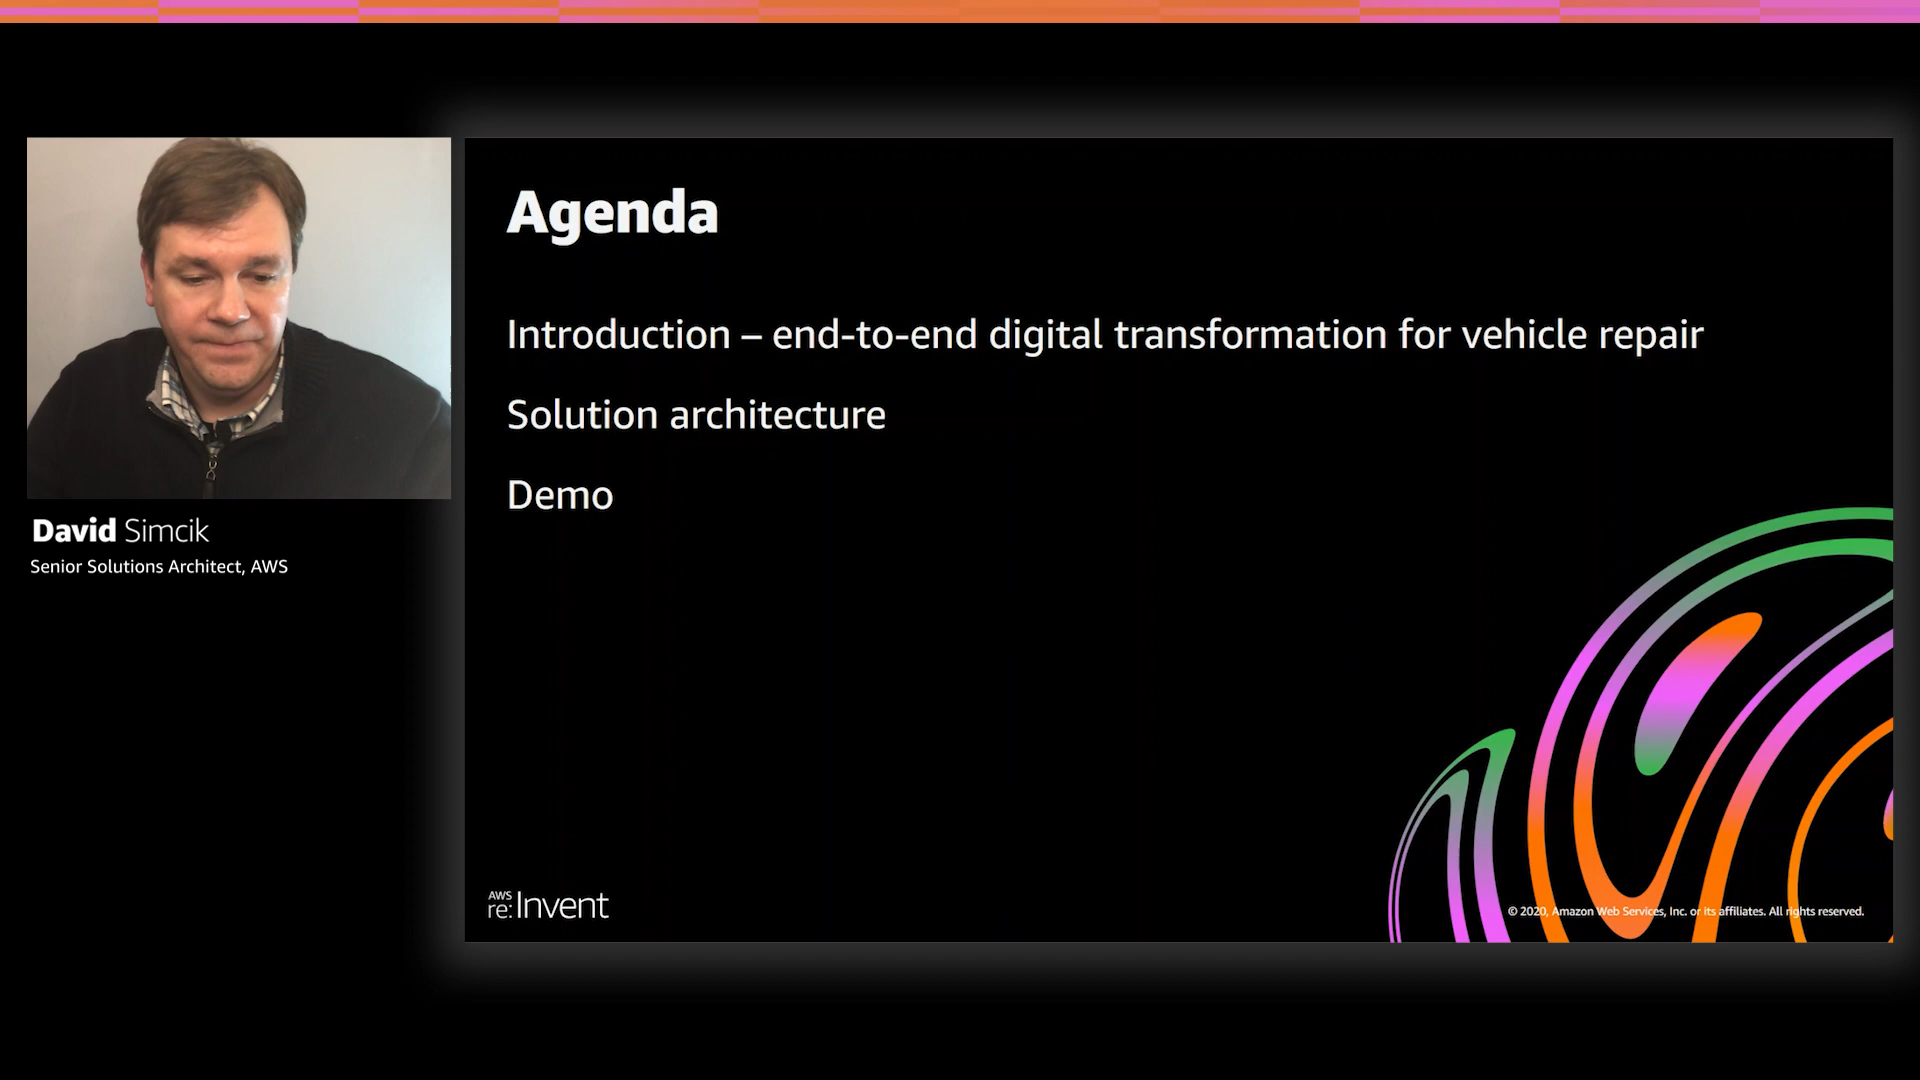 Agenda
Introduction – end-to-end digital transformation for vehicle repair
Solution architecture
Demo
David Simcik
Senior Solutions Architect, AWS
AWS
re:Invent
© 2020, Amazon Web Services, Inc. or its affiliates. All rights reserved.